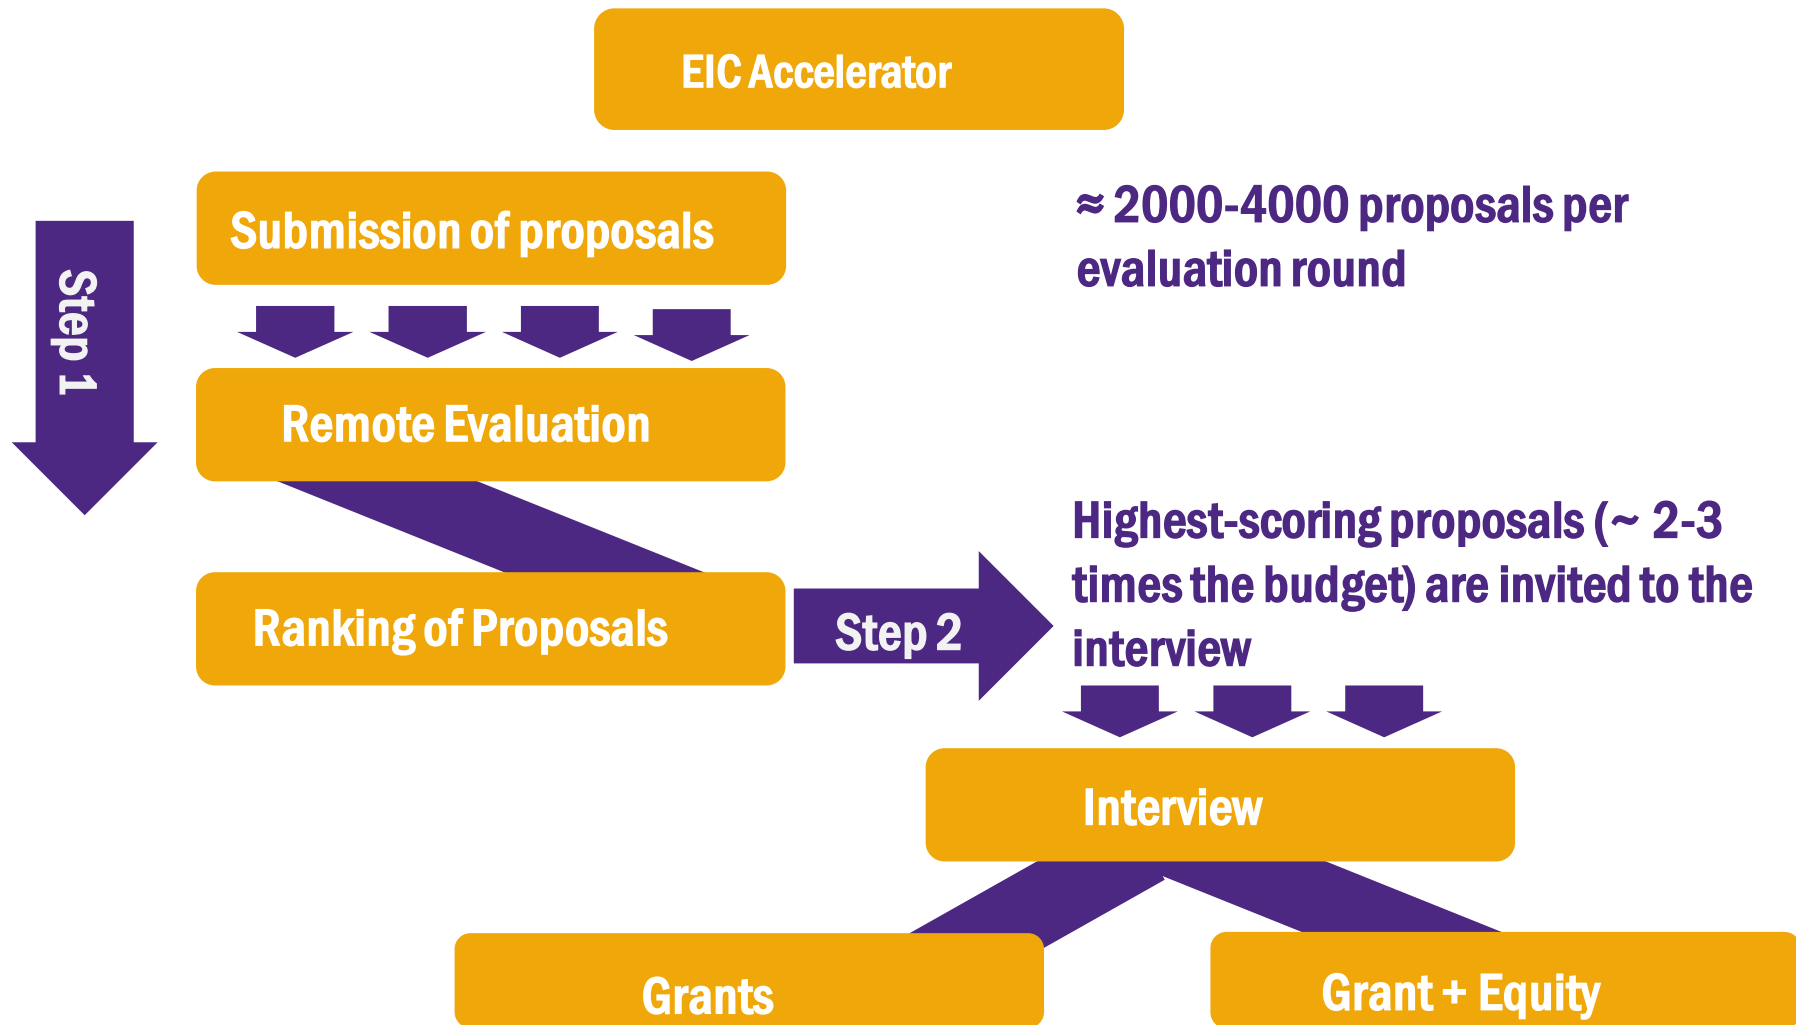 EIC Accelerator
Submission of proposals
≈ 2000-4000 proposals per
evaluation round
Step 1
Remote Evaluation
Highest-scoring proposals (~ 2-3
times the budget) are invited to the
interview
Ranking of Proposals
Step 2
Interview
Grants
Grant + Equity